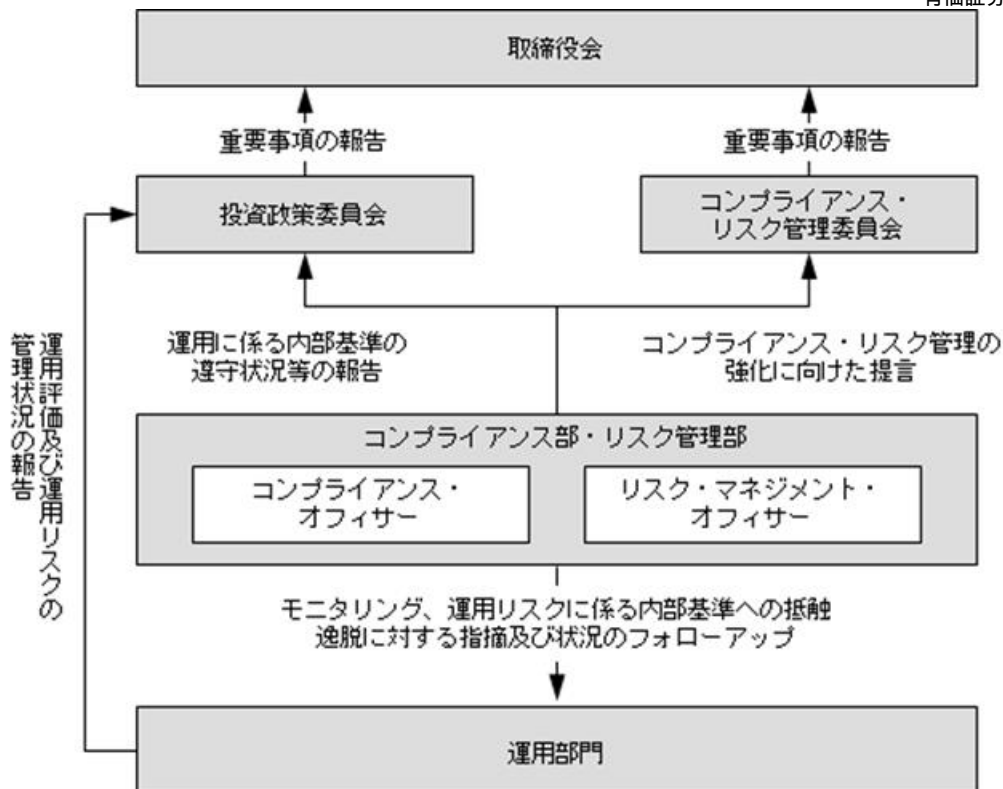 取締役会
重要事項の報告
重要事項の報告
投資政策委員会
コンプライアンス・
リスク管理委員会
運用に係る内部基準の
遵守状況等の報告
コンプライアンス・リスク管理の
強化に向けた提言
運用評価及び運用リスクの
管理状況の報告
コンプライアンス部・リスク管理部
コンプライアンス・
オフィサー
リスク・マネジメント・
オフィサー
モニタリング、運用リスクに係る内部基準への抵触
逸脱に対する指摘及び状況のフォローアップ
運用部門